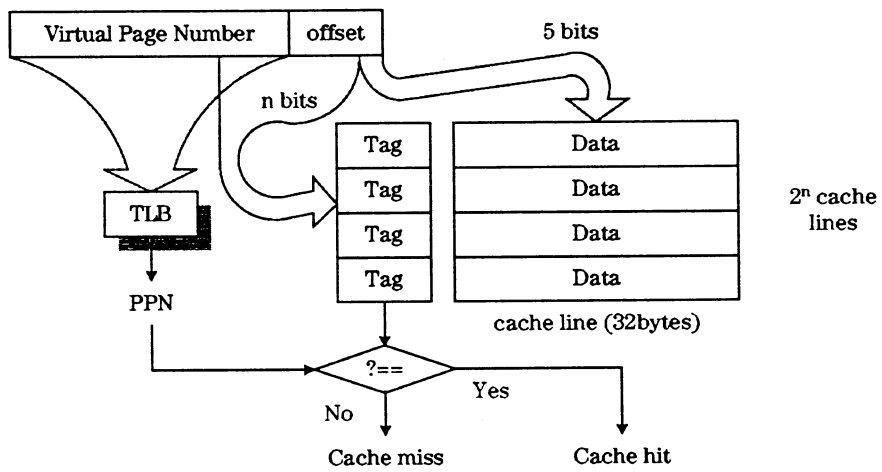 Virtual Page Number offset
5 bits
n bits
Tag Data
Tag Data
Tag Data
Tag Data
2ⁿ cache
lines
TLB
PPN
cache line (32bytes)
?==
Yes
No
Cache miss
Cache hit